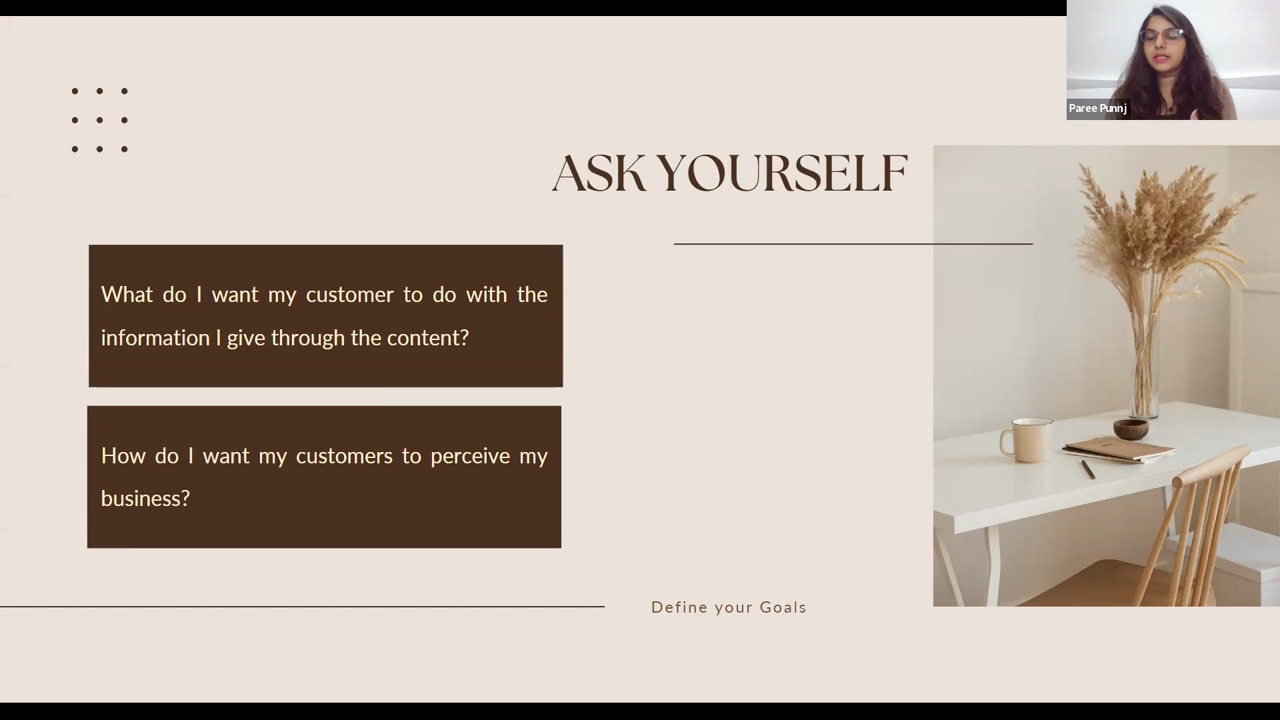 Paree Punnj
ASK YOURSELF
What do I want my customer to do with the
information I give through the content?
How do I want my customers to perceive my
business?
Define your Goals